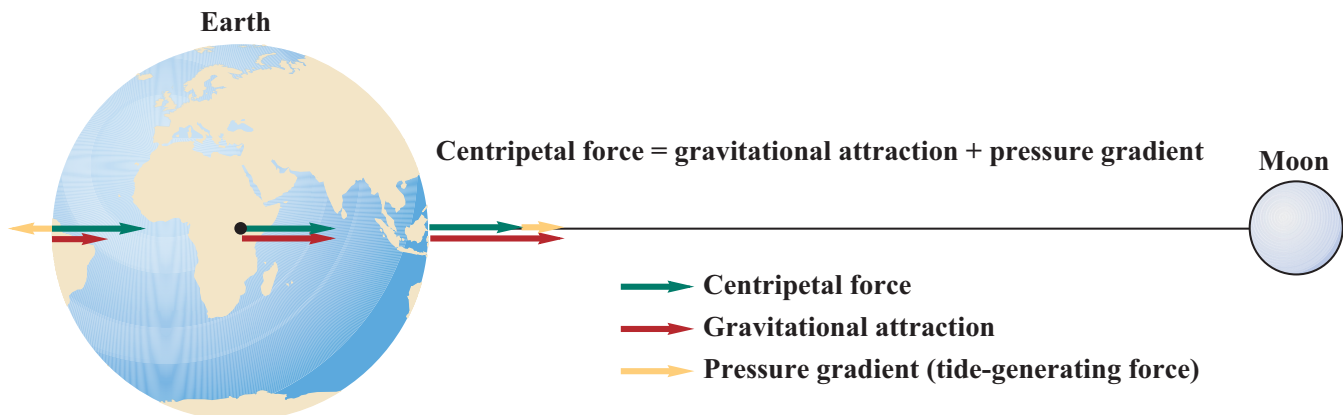 Earth
Centripetal force = gravitational attraction + pressure gradient
Moon
Centripetal force
Gravitational attraction
Pressure gradient (tide-generating force)